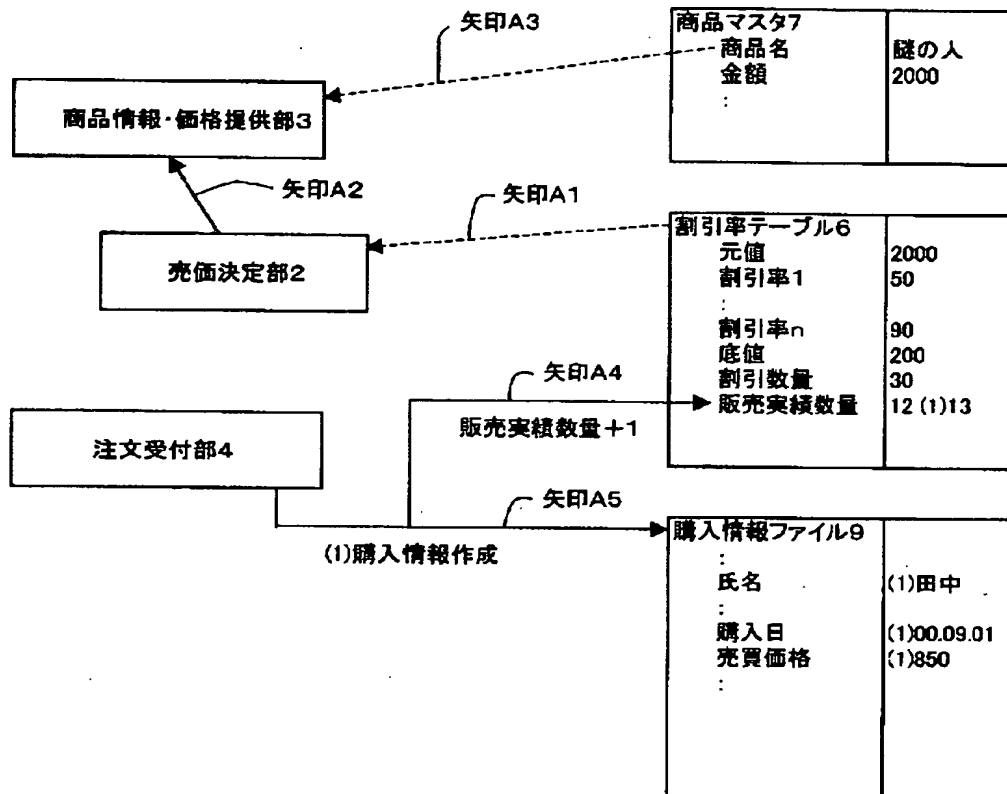 矢印A3
商品マスタ7
商品名 謎の人
金額 2000
:
商品情報・価格提供部3
矢印A2
矢印A1
売価決定部2
割引率テーブル6
元値 2000
割引率1 50
:
割引率n 90
底値 200
割引数量 30
販売実績数量 12 (1)13
矢印A4
販売実績数量+1
注文受付部4
矢印A5
(1)購入情報作成
購入情報ファイル9
:
氏名 (1)田中
:
購入日 (1)00.09.01
売買価格 (1)850
: